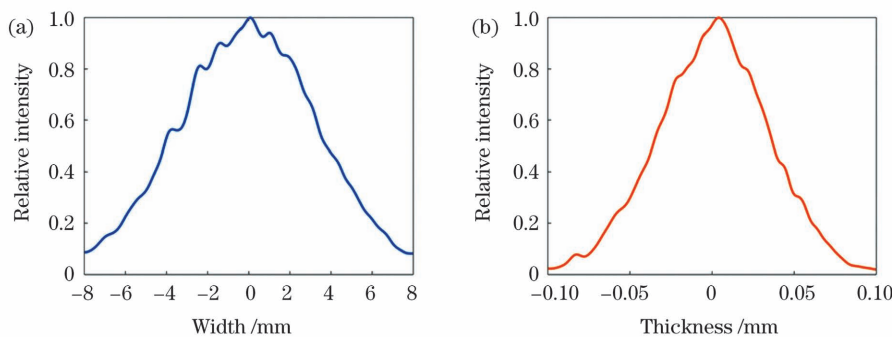 (a)
1.0
0.8
0.6
0.4
0.2
0
Relative intensity
−8 −6 −4 −2 0 2 4 6 8
Width /mm
(b)
1.0
0.8
0.6
0.4
0.2
0
Relative intensity
−0.10 −0.05 0 0.05 0.10
Thickness /mm